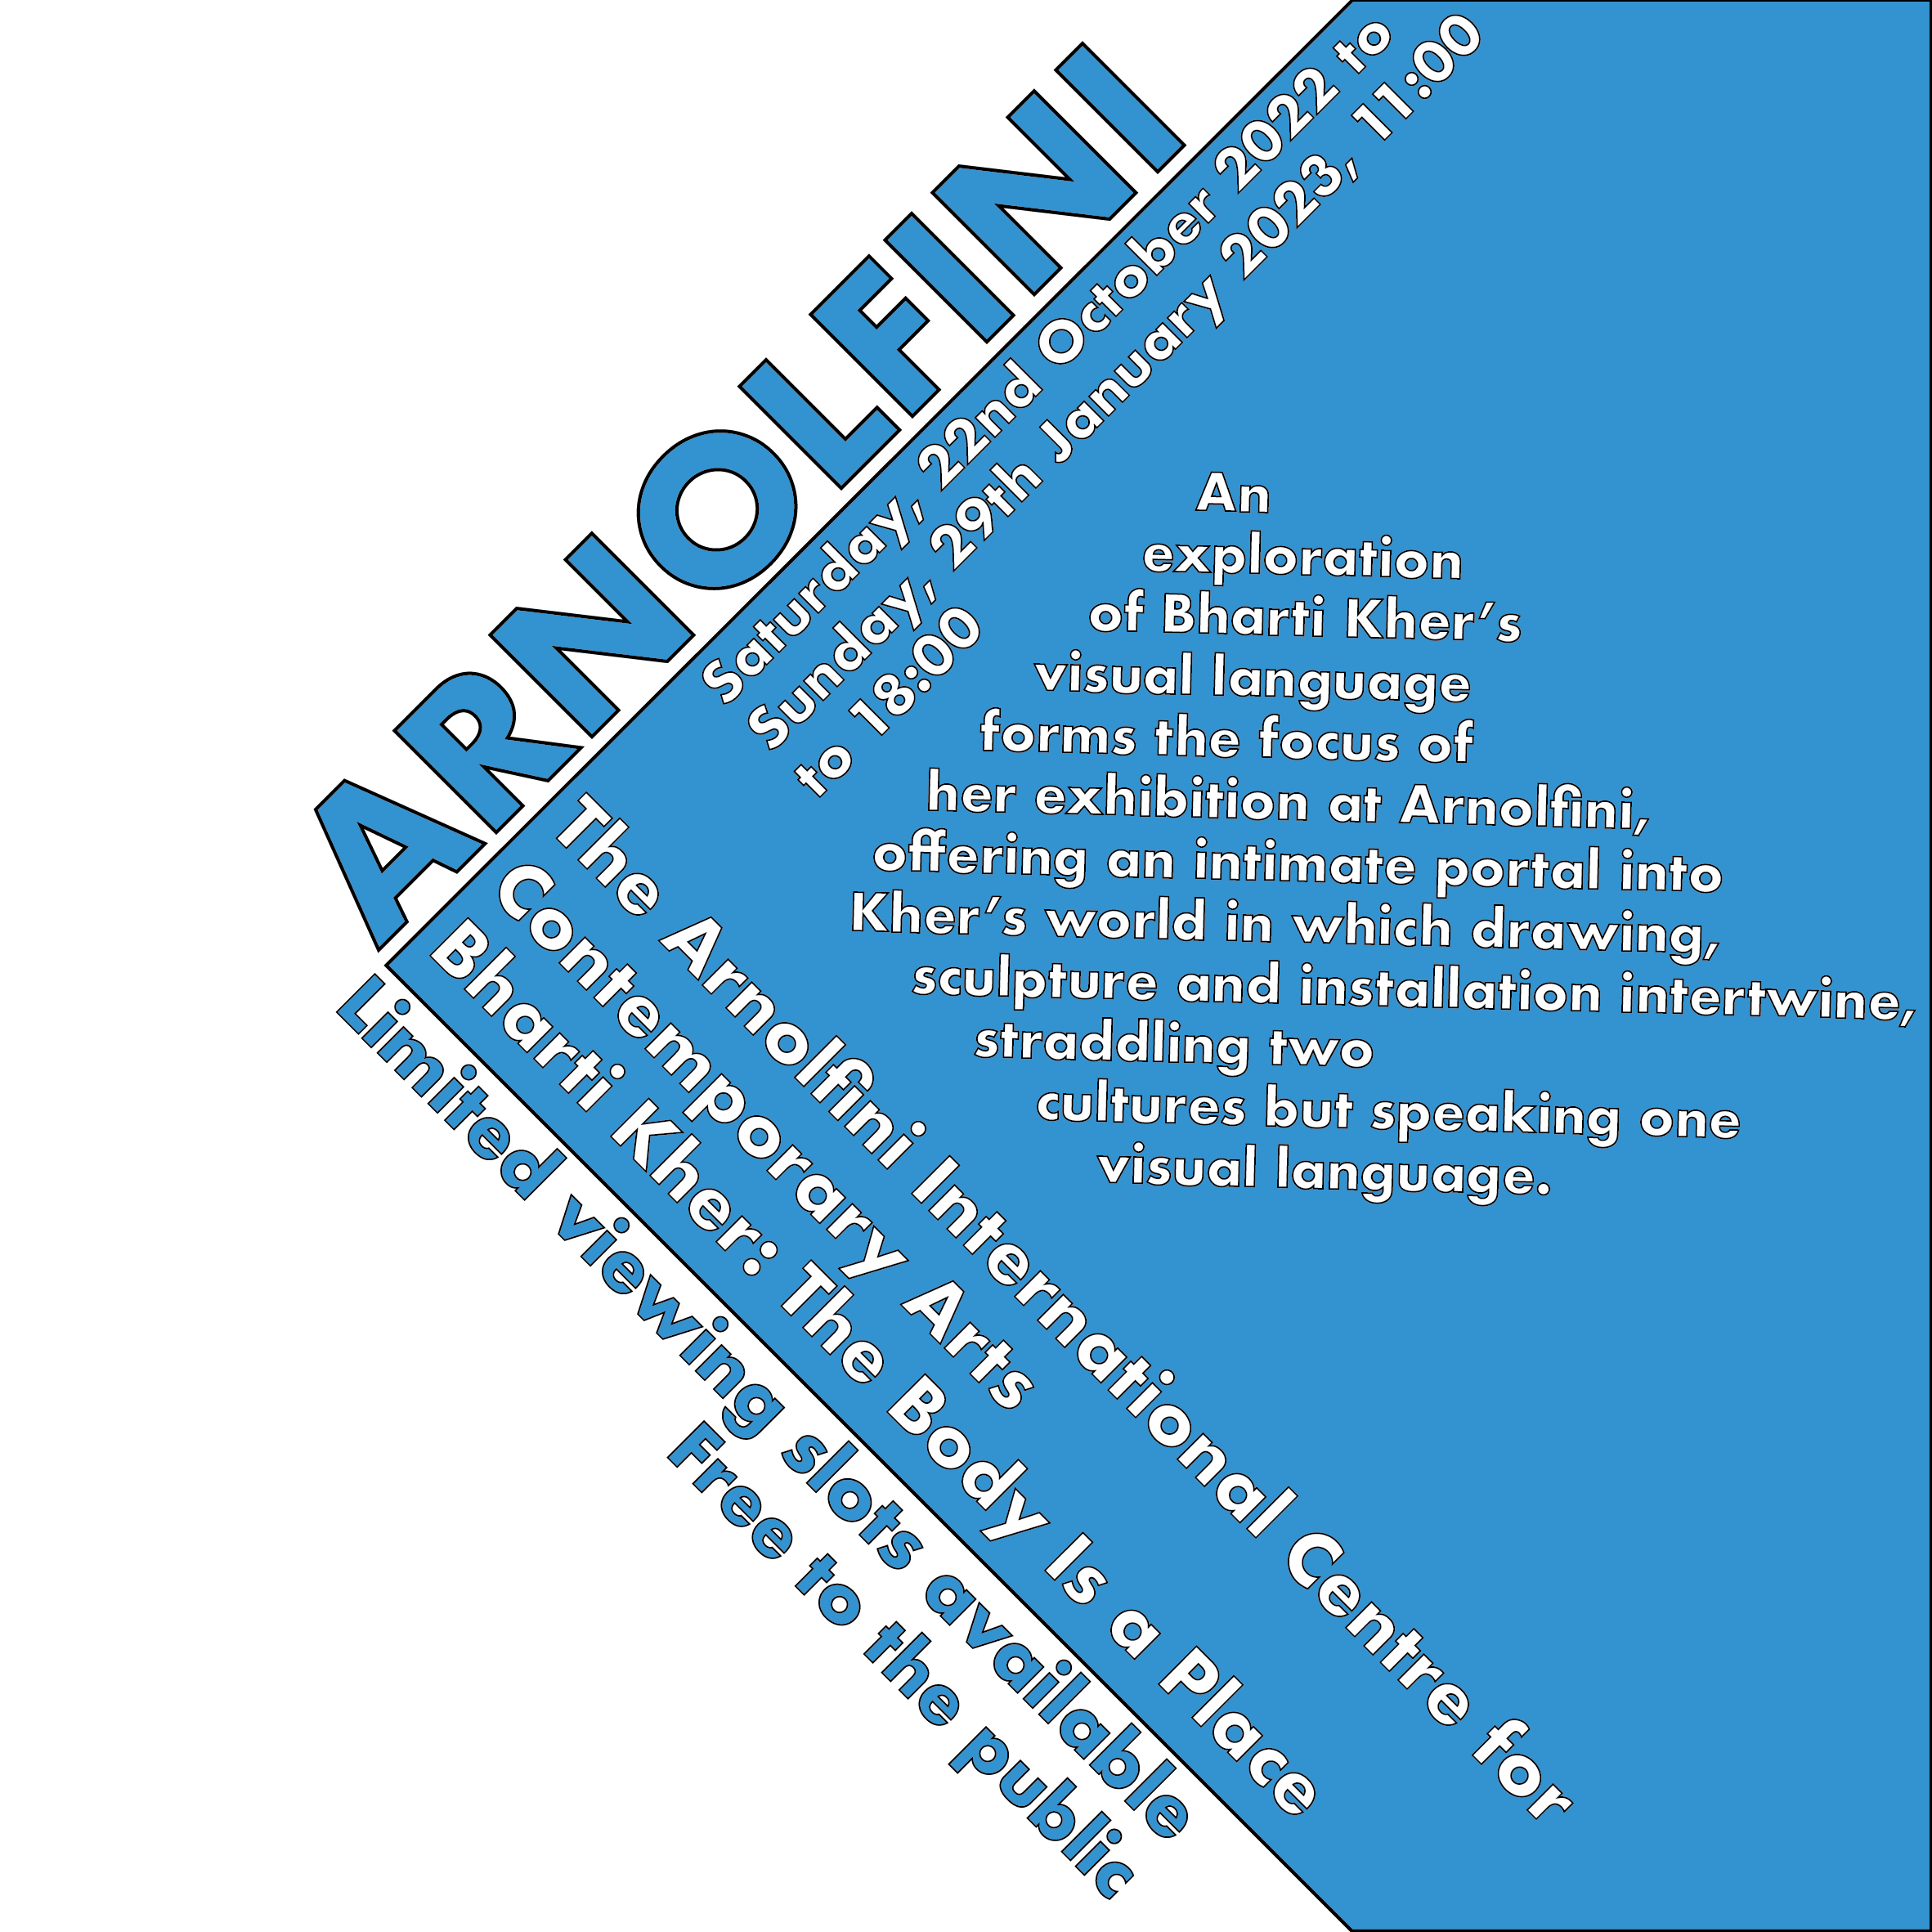 ARNOLFINI
Saturday, 22nd October 2022 to
Sunday, 29th January 2023, 11:00
to 18:00
An
exploration
of Bharti Kher’s
visual language
forms the focus of
her exhibition at Arnolfini,
offering an intimate portal into
Kher’s world in which drawing,
sculpture and installation intertwine,
straddling two
cultures but speaking one
visual language.
The Arnolfini International Centre for
Contemporary Arts
Bharti Kher: The Body Is a Place
Limited viewing slots available
Free to the public